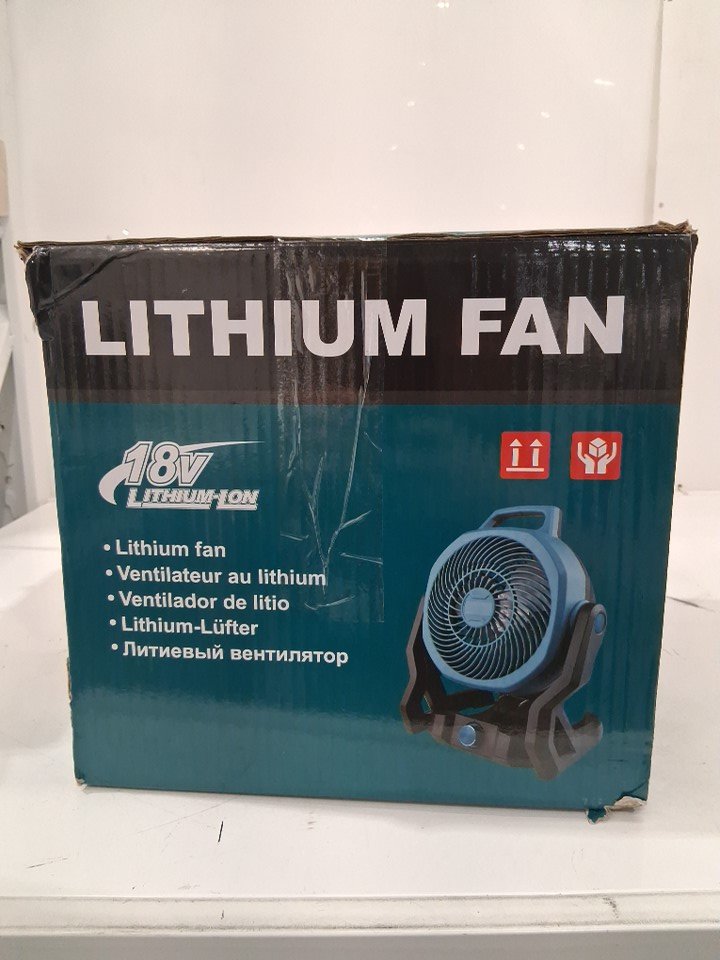 LITHIUM FAN
18V
LITHIUM-ION
• Lithium fan
• Ventilateur au lithium
• Ventilador de litio
• Lithium-Lüfter
• Литиевый вентилятор